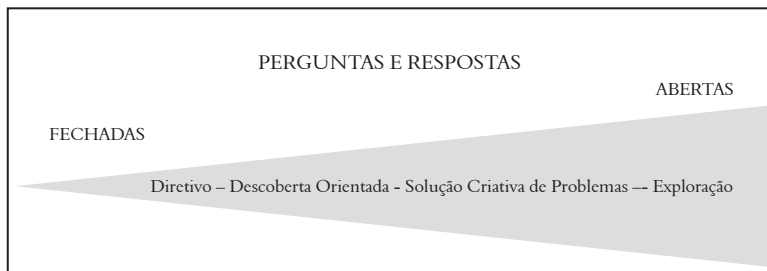 PERGUNTAS E RESPOSTAS
ABERTAS
FECHADAS
Diretivo – Descoberta Orientada - Solução Criativa de Problemas –- Exploração